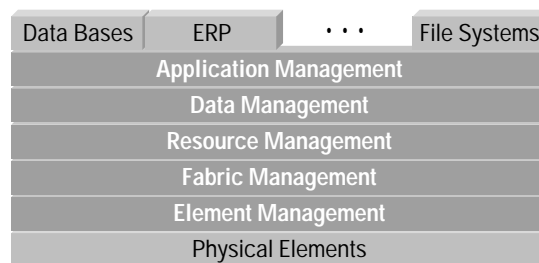 Data Bases ERP . . . File Systems
Application Management
Data Management
Resource Management
Fabric Management
Element Management
Physical Elements